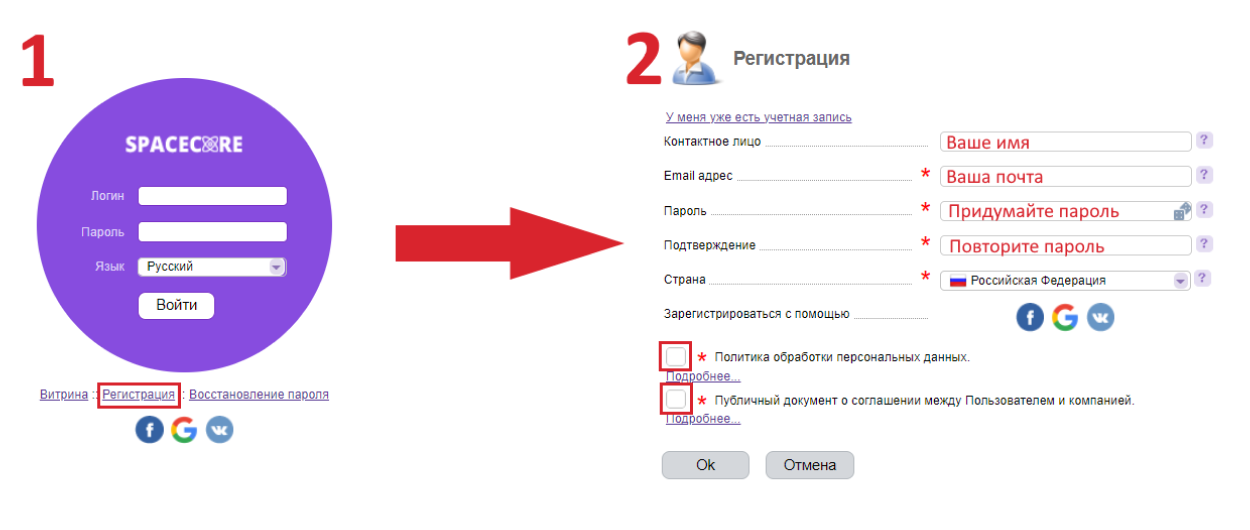 1
SPACECORE
Логин
Пароль
Язык Русский
Войти
Витрина :: Регистрация :: Восстановление пароля
f G
2 Регистрация
У меня уже есть учетная запись
Контактное лицо Ваше имя ?
Email адрес * Ваша почта ?
Пароль * Придумайте пароль ?
Подтверждение * Повторите пароль ?
Страна * Российская Федерация ?
Зарегистрироваться с помощью f G
* Политика обработки персональных данных.
Подробнее...
* Публичный документ о соглашении между Пользователем и компанией.
Подробнее...
Ok Отмена